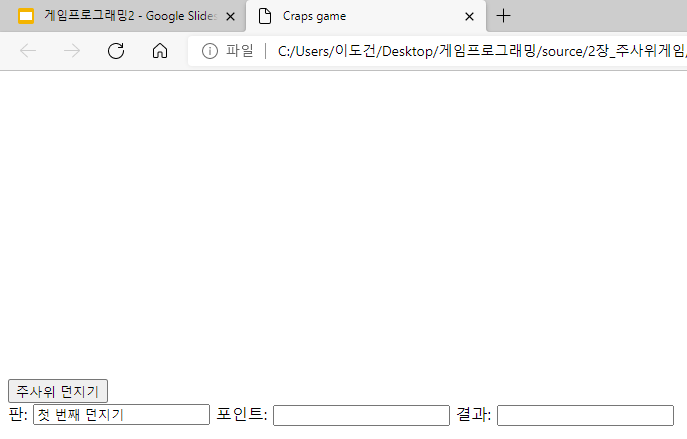 게임프로그래밍2 - Google Slides
Craps game
파일
C:/Users/이도건/Desktop/게임프로그래밍/source/2장_주사위게임/
주사위 던지기
판: 첫 번째 던지기 포인트: 결과: